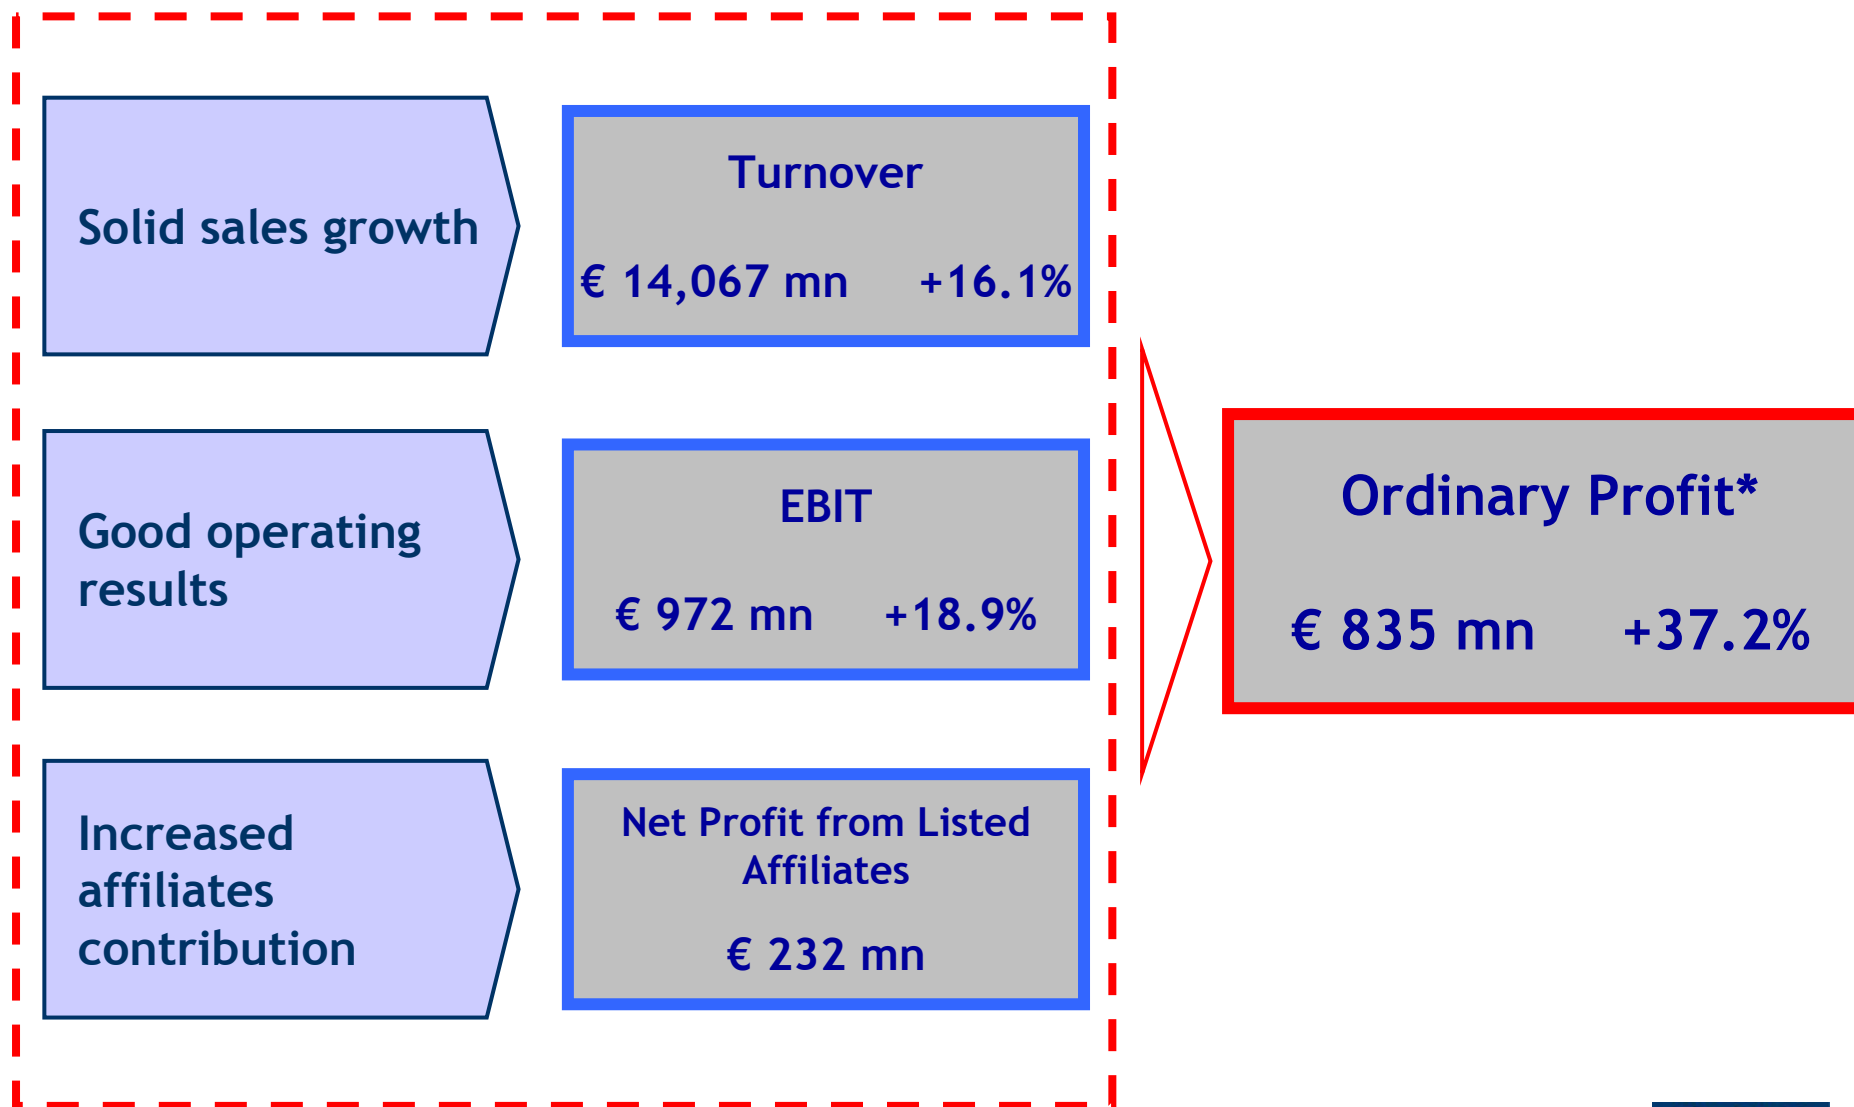 Solid sales growth
Turnover
€ 14,067 mn +16.1%
Good operating
results
EBIT
€ 972 mn +18.9%
Increased
affiliates
contribution
Net Profit from Listed
Affiliates
€ 232 mn
Ordinary Profit*
€ 835 mn +37.2%